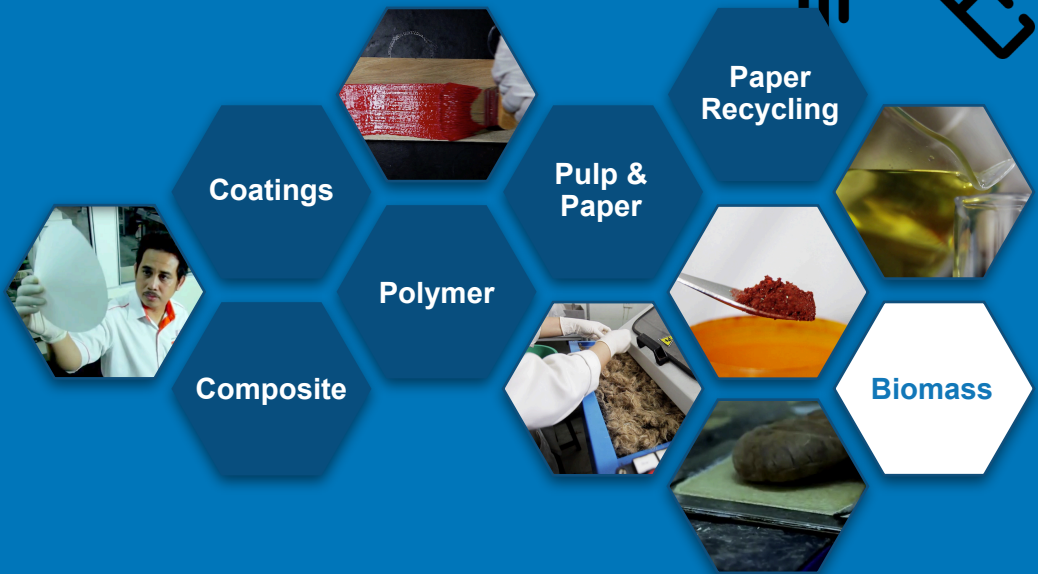 Paper
Recycling
Coatings
Pulp &
Paper
Polymer
Composite
Biomass